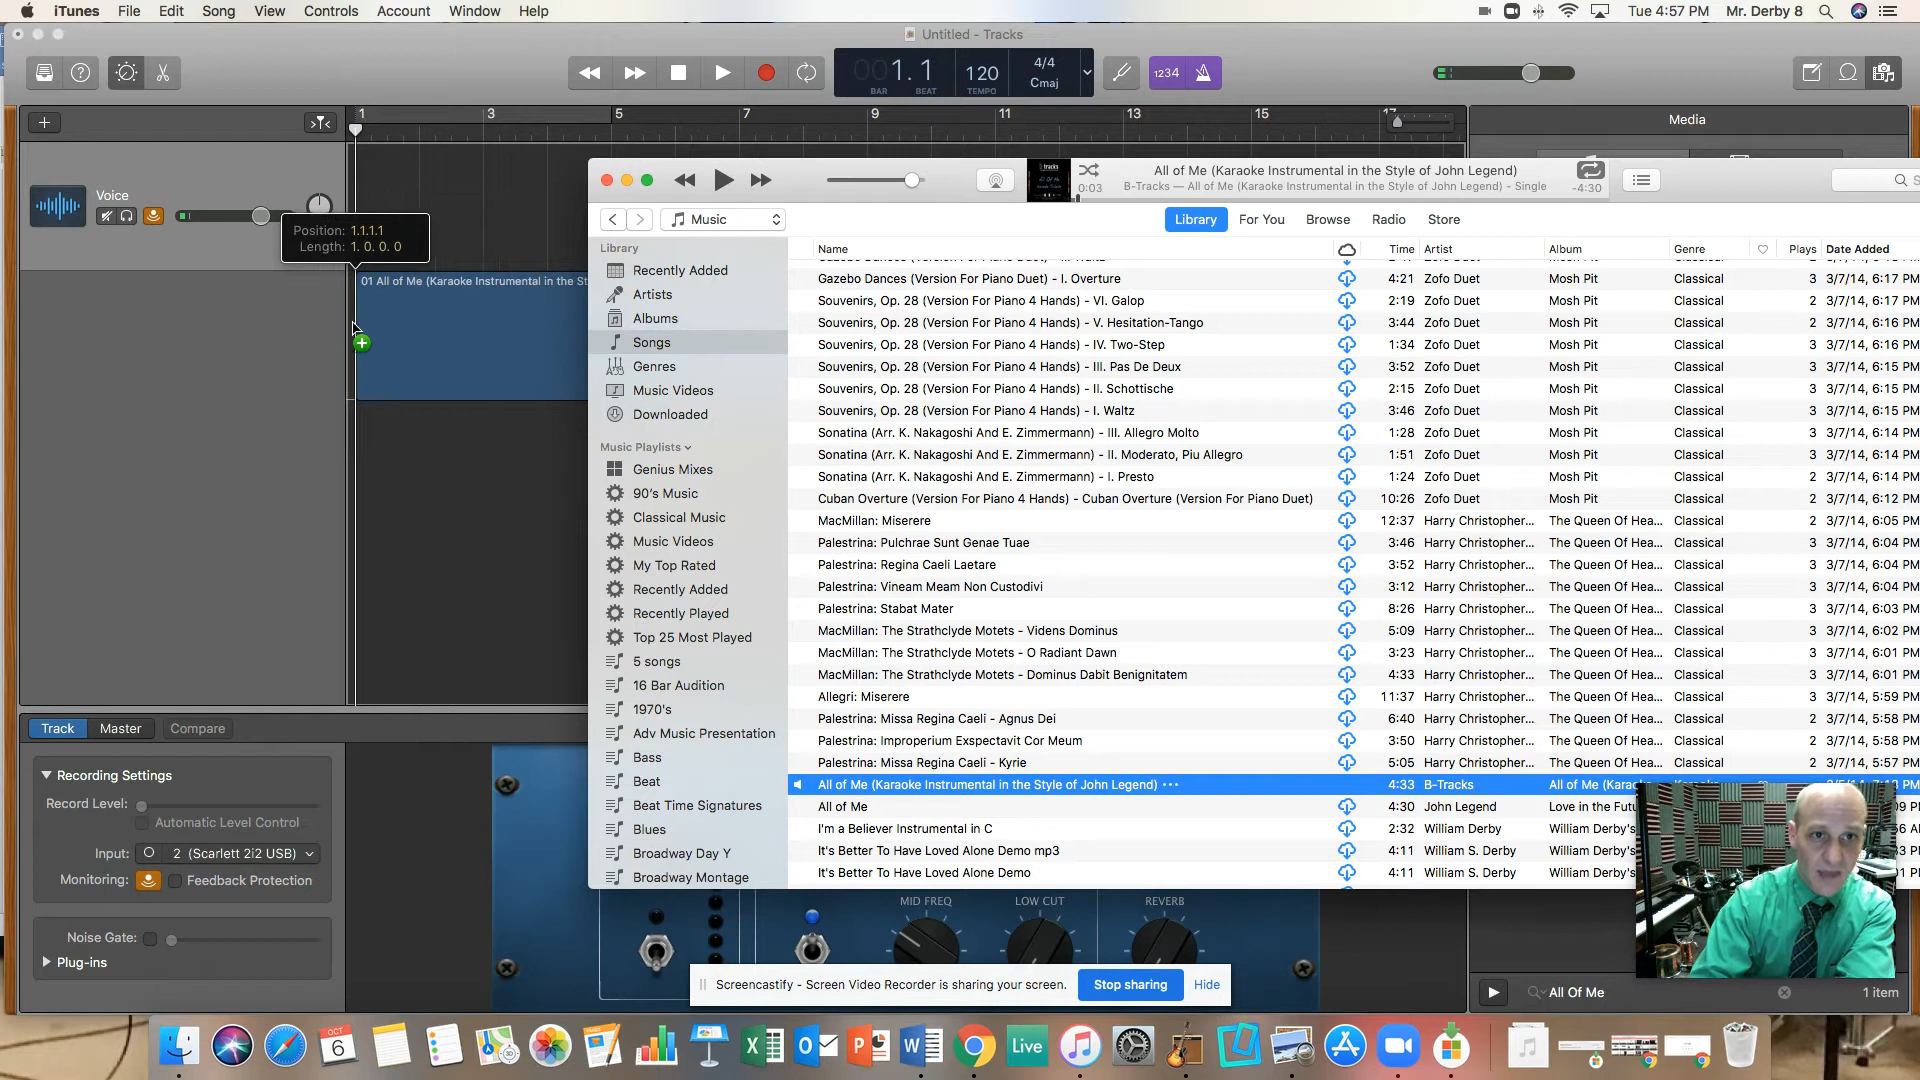 iTunes File Edit Song View Controls Account Window Help
Tue 4:57 PM Mr. Derby 8
Untitled - Tracks
001. 1
BAR BEAT
120
TEMPO
4/4
Cmaj
1234
1 3 5 7 9 11 13 15 17
Media
Voice
Position: 1.1.1.1
Length: 1. 0. 0. 0
01 All of Me (Karaoke Instrumental in the St
All of Me (Karaoke Instrumental in the Style of John Legend)
0:03 B-Tracks — All of Me (Karaoke Instrumental in the Style of John Legend) - Single -4:30
Music
Library For You Browse Radio Store
Library
Recently Added
Artists
Albums
Songs
Genres
Music Videos
Downloaded
Music Playlists
Genius Mixes
90's Music
Classical Music
Music Videos
My Top Rated
Recently Added
Recently Played
Top 25 Most Played
5 songs
16 Bar Audition
1970's
Adv Music Presentation
Bass
Beat
Beat Time Signatures
Blues
Broadway Day Y
Broadway Montage
Name Time Artist Album Genre Plays Date Added
Gazebo Dances (Version For Piano Duet) - I. Overture 4:21 Zofo Duet Mosh Pit Classical 3 3/7/14, 6:17 PM
Souvenirs, Op. 28 (Version For Piano 4 Hands) - VI. Galop 2:19 Zofo Duet Mosh Pit Classical 2 3/7/14, 6:17 PM
Souvenirs, Op. 28 (Version For Piano 4 Hands) - V. Hesitation-Tango 3:44 Zofo Duet Mosh Pit Classical 2 3/7/14, 6:16 PM
Souvenirs, Op. 28 (Version For Piano 4 Hands) - IV. Two-Step 1:34 Zofo Duet Mosh Pit Classical 2 3/7/14, 6:16 PM
Souvenirs, Op. 28 (Version For Piano 4 Hands) - III. Pas De Deux 3:52 Zofo Duet Mosh Pit Classical 2 3/7/14, 6:15 PM
Souvenirs, Op. 28 (Version For Piano 4 Hands) - II. Schottische 2:15 Zofo Duet Mosh Pit Classical 2 3/7/14, 6:15 PM
Souvenirs, Op. 28 (Version For Piano 4 Hands) - I. Waltz 3:46 Zofo Duet Mosh Pit Classical 2 3/7/14, 6:15 PM
Sonatina (Arr. K. Nakagoshi And E. Zimmermann) - III. Allegro Molto 1:28 Zofo Duet Mosh Pit Classical 3 3/7/14, 6:14 PM
Sonatina (Arr. K. Nakagoshi And E. Zimmermann) - II. Moderato, Piu Allegro 1:51 Zofo Duet Mosh Pit Classical 3 3/7/14, 6:14 PM
Sonatina (Arr. K. Nakagoshi And E. Zimmermann) - I. Presto 1:24 Zofo Duet Mosh Pit Classical 2 3/7/14, 6:14 PM
Cuban Overture (Version For Piano 4 Hands) - Cuban Overture (Version For Piano Duet) 10:26 Zofo Duet Mosh Pit Classical 2 3/7/14, 6:12 PM
MacMillan: Miserere 12:37 Harry Christopher... The Queen Of Hea... Classical 2 3/7/14, 6:05 PM
Palestrina: Pulchrae Sunt Genae Tuae 3:46 Harry Christopher... The Queen Of Hea... Classical 3 3/7/14, 6:04 PM
Palestrina: Regina Caeli Laetare 3:52 Harry Christopher... The Queen Of Hea... Classical 3 3/7/14, 6:04 PM
Palestrina: Vineam Meam Non Custodivi 3:12 Harry Christopher... The Queen Of Hea... Classical 3 3/7/14, 6:04 PM
Palestrina: Stabat Mater 8:26 Harry Christopher... The Queen Of Hea... Classical 3 3/7/14, 6:03 PM
MacMillan: The Strathclyde Motets - Videns Dominus 5:09 Harry Christopher... The Queen Of Hea... Classical 3 3/7/14, 6:02 PM
MacMillan: The Strathclyde Motets - O Radiant Dawn 3:23 Harry Christopher... The Queen Of Hea... Classical 3 3/7/14, 6:01 PM
MacMillan: The Strathclyde Motets - Dominus Dabit Benignitatem 4:33 Harry Christopher... The Queen Of Hea... Classical 3 3/7/14, 6:01 PM
Allegri: Miserere 11:37 Harry Christopher... The Queen Of Hea... Classical 3 3/7/14, 5:59 PM
Palestrina: Missa Regina Caeli - Agnus Dei 6:40 Harry Christopher... The Queen Of Hea... Classical 2 3/7/14, 5:58 PM
Palestrina: Improperium Exspectavit Cor Meum 3:50 Harry Christopher... The Queen Of Hea... Classical 2 3/7/14, 5:58 PM
Palestrina: Missa Regina Caeli - Kyrie 5:05 Harry Christopher... The Queen Of Hea... Classical 2 3/7/14, 5:57 PM
All of Me (Karaoke Instrumental in the Style of John Legend) ••• 4:33 B-Tracks All of Me (Karao
All of Me 4:30 John Legend Love in the Futu
I'm a Believer Instrumental in C 2:32 William Derby William Derby's
It's Better To Have Loved Alone Demo mp3 4:11 William S. Derby William Derby's
It's Better To Have Loved Alone Demo 4:11 William S. Derby William Derby's
Track Master Compare
Recording Settings
Record Level:
Automatic Level Control
Input: 2 (Scarlett 2i2 USB)
Monitoring: Feedback Protection
Noise Gate:
Plug-ins
MID FREQ LOW CUT REVERB
Screencastify - Screen Video Recorder is sharing your screen. Stop sharing Hide
All Of Me 1 item
OCT
6
Live